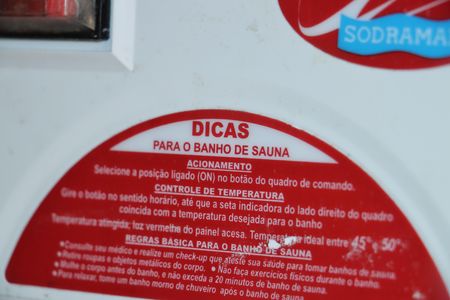 SODRAMA
DICAS
PARA O BANHO DE SAUNA
ACIONAMENTO
Selecione a posição ligado (ON) no botão do quadro de comando.
CONTROLE DE TEMPERATURA
Gire o botão no sentido horário, até que a seta indicadora do lado direito do quadro
coincida com a temperatura desejada para o banho
Temperatura atingida, luz vermelha do painel acesa. Temperatura ideal entre 45° e 50°
REGRAS BÁSICA PARA O BANHO DE SAUNA
•Consulte seu médico e realize um check-up que ateste sua saúde para tomar banhos de sauna.
•Retire roupas e objetos metálicos do corpo. •Não faça exercícios físicos durante o banho.
•Molhe o corpo antes do banho, e não exceda a 20 minutos de banho de sauna.
•Para relaxar, tome um banho morno de chuveiro após o banho de sauna.